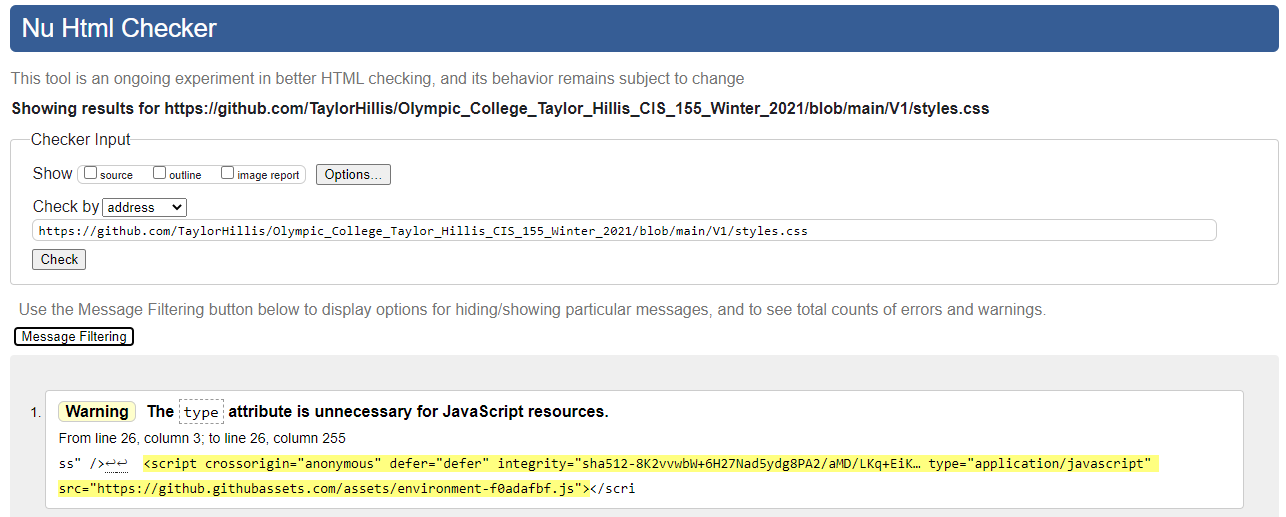 Nu Html Checker
This tool is an ongoing experiment in better HTML checking, and its behavior remains subject to change
Showing results for https://github.com/TaylorHillis/Olympic_College_Taylor_Hillis_CIS_155_Winter_2021/blob/main/V1/styles.css
Checker Input
Show source outline image report Options...
Check by address
https://github.com/TaylorHillis/Olympic_College_Taylor_Hillis_CIS_155_Winter_2021/blob/main/V1/styles.css
Check
Use the Message Filtering button below to display options for hiding/showing particular messages, and to see total counts of errors and warnings.
Message Filtering
1. Warning The type attribute is unnecessary for JavaScript resources.
From line 26, column 3; to line 26, column 255
ss" />↩↩ <script crossorigin="anonymous" defer="defer" integrity="sha512-8K2vvwbW+6H27Nad5ydg8PA2/aMD/LKq+EiK… type="application/javascript"
src="https://github.githubassets.com/assets/environment-f0adafbf.js"></scri